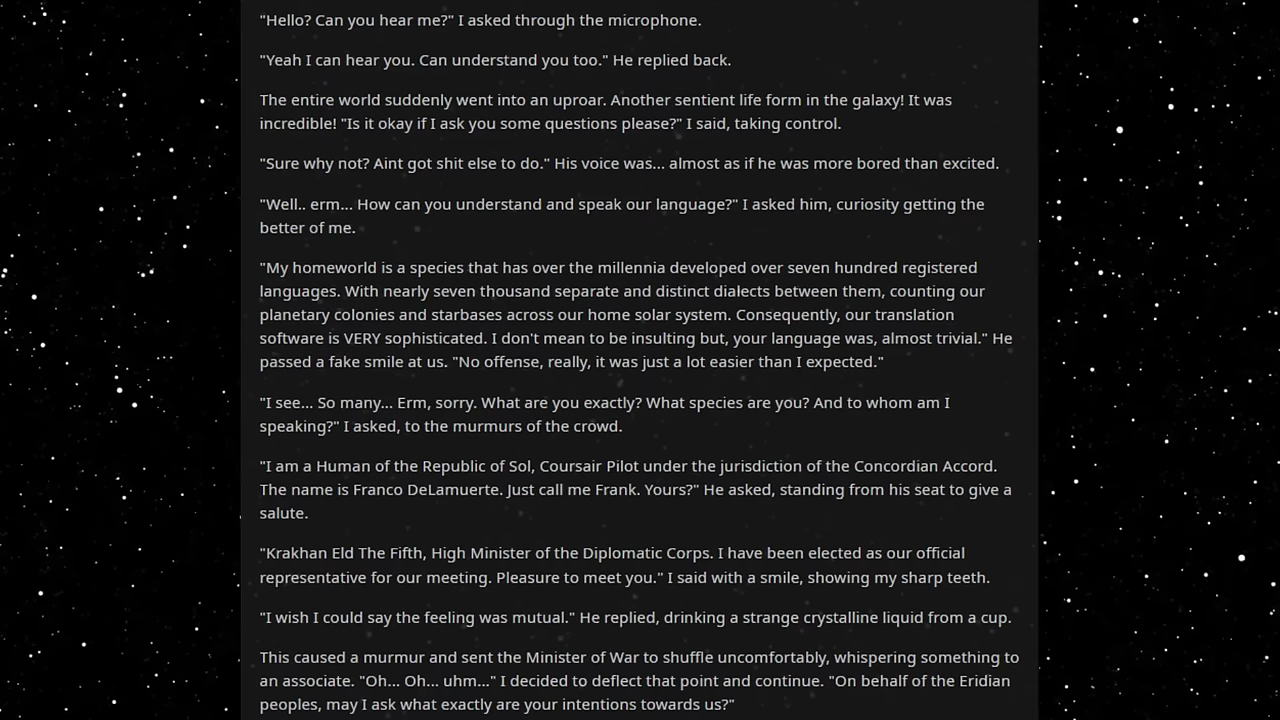 "Hello? Can you hear me?" I asked through the microphone.
"Yeah I can hear you. Can understand you too." He replied back.
The entire world suddenly went into an uproar. Another sentient life form in the galaxy! It was
incredible! "Is it okay if I ask you some questions please?" I said, taking control.
"Sure why not? Aint got shit else to do." His voice was... almost as if he was more bored than excited.
"Well.. erm... How can you understand and speak our language?" I asked him, curiosity getting the
better of me.
"My homeworld is a species that has over the millennia developed over seven hundred registered
languages. With nearly seven thousand separate and distinct dialects between them, counting our
planetary colonies and starbases across our home solar system. Consequently, our translation
software is VERY sophisticated. I don't mean to be insulting but, your language was, almost trivial." He
passed a fake smile at us. "No offense, really, it was just a lot easier than I expected."
"I see... So many... Erm, sorry. What are you exactly? What species are you? And to whom am I
speaking?" I asked, to the murmurs of the crowd.
"I am a Human of the Republic of Sol, Coursair Pilot under the jurisdiction of the Concordian Accord.
The name is Franco DeLamuerte. Just call me Frank. Yours?" He asked, standing from his seat to give a
salute.
"Krakhan Eld The Fifth, High Minister of the Diplomatic Corps. I have been elected as our official
representative for our meeting. Pleasure to meet you." I said with a smile, showing my sharp teeth.
"I wish I could say the feeling was mutual." He replied, drinking a strange crystalline liquid from a cup.
This caused a murmur and sent the Minister of War to shuffle uncomfortably, whispering something to
an associate. "Oh... Oh... uhm..." I decided to deflect that point and continue. "On behalf of the Eridian
peoples, may I ask what exactly are your intentions towards us?"